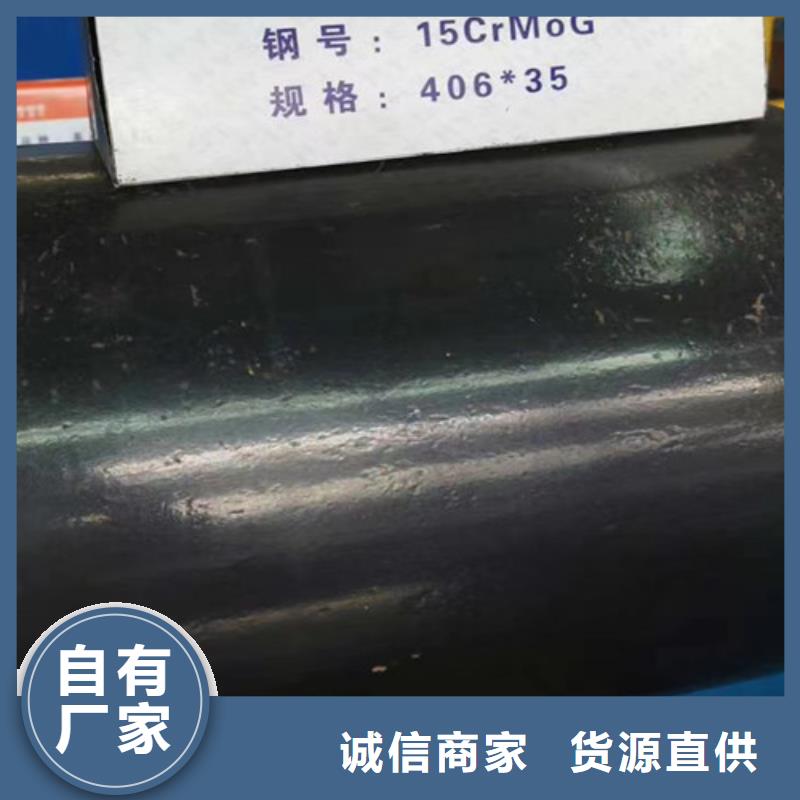 钢号：15CrMoG
规格：406*35
自有
厂家
诚信商家 货源直供